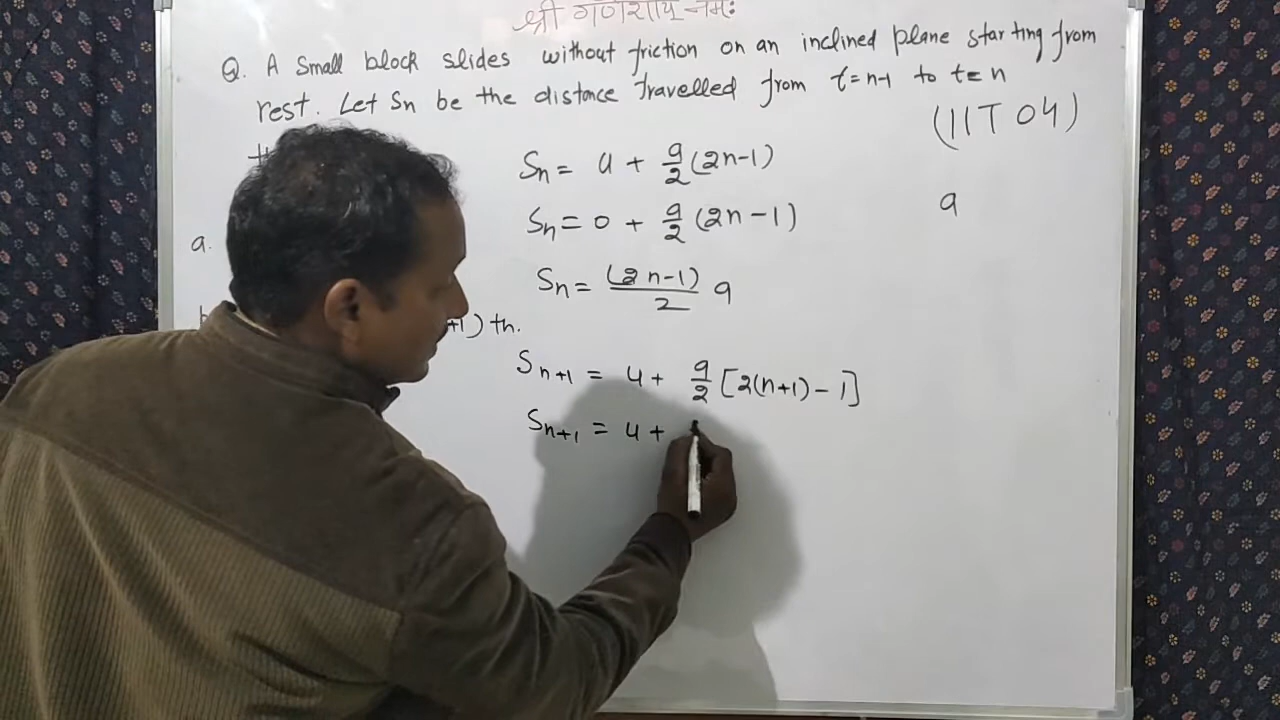 श्री गणेशाय नमः
Q. A Small block slides without friction on an inclined plane starting from
rest. Let Sn be the distance travelled from t=n-1 to t=n
(IIT 04)
Sn = u + a/2 (2n-1)
Sn = 0 + a/2 (2n-1)
a
a.
Sn = (2n-1)/2 a
+1) th.
Sn+1 = u + a/2 [2(n+1)-1]
Sn+1 = u +